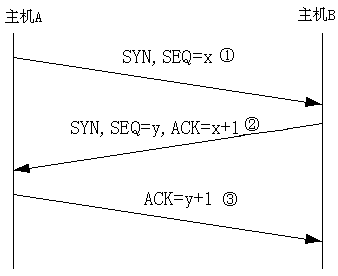 主机A
主机B
SYN, SEQ=x ①
SYN, SEQ=y, ACK=x+1 ②
ACK=y+1 ③